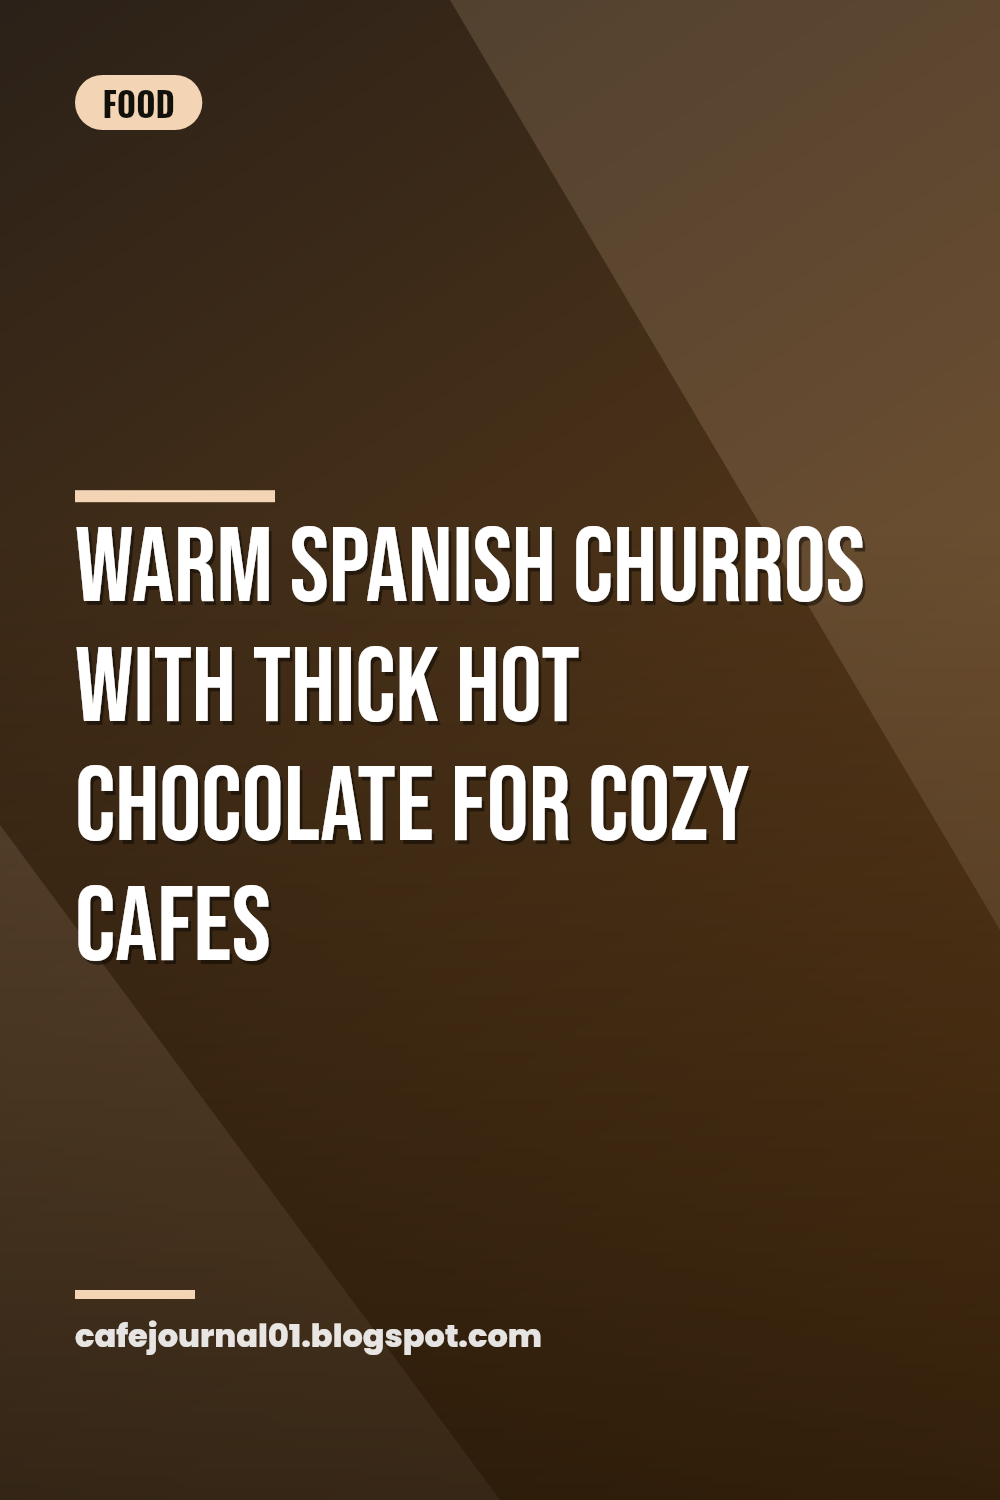 FOOD
WARM SPANISH CHURROS
WITH THICK HOT
CHOCOLATE FOR COZY
CAFES
cafejournal01.blogspot.com